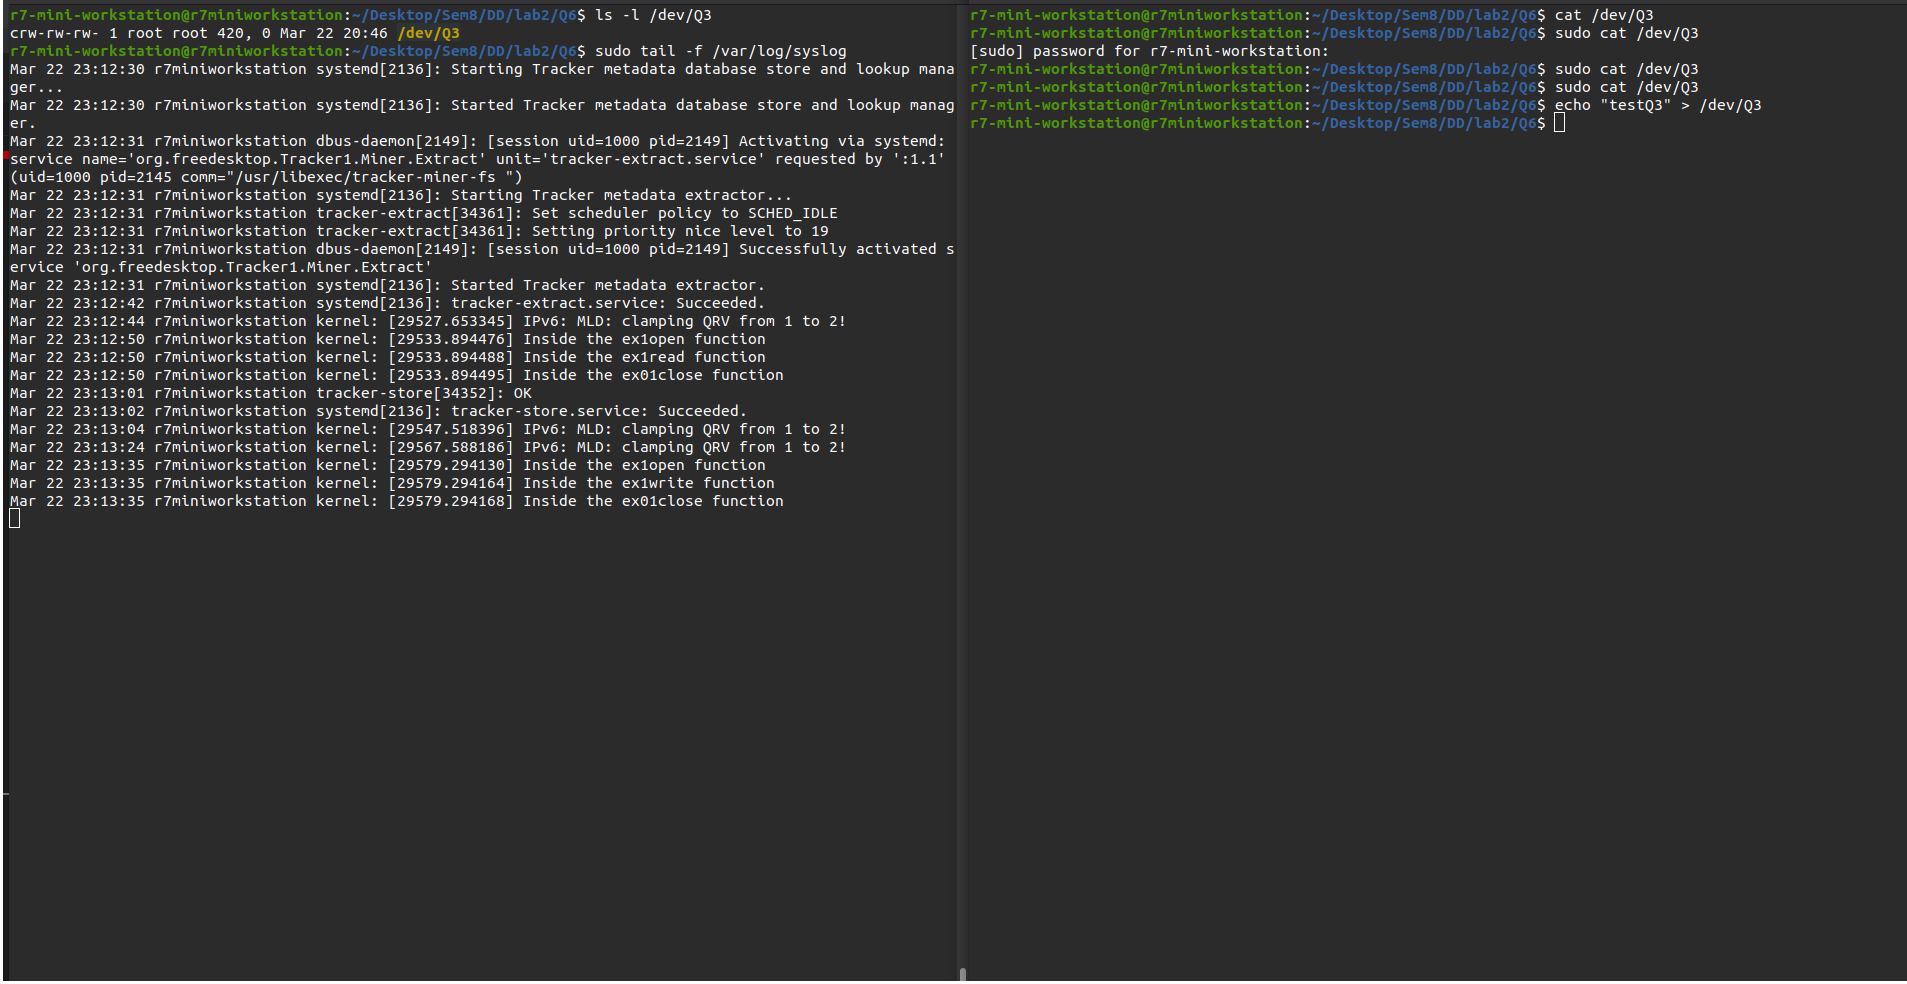 r7-mini-workstation@r7miniworkstation:~/Desktop/Sem8/DD/lab2/Q6$ ls -l /dev/Q3
crw-rw-rw- 1 root root 420, 0 Mar 22 20:46 /dev/Q3
r7-mini-workstation@r7miniworkstation:~/Desktop/Sem8/DD/lab2/Q6$ sudo tail -f /var/log/syslog
Mar 22 23:12:30 r7miniworkstation systemd[2136]: Starting Tracker metadata database store and lookup mana
ger...
Mar 22 23:12:30 r7miniworkstation systemd[2136]: Started Tracker metadata database store and lookup manag
er.
Mar 22 23:12:31 r7miniworkstation dbus-daemon[2149]: [session uid=1000 pid=2149] Activating via systemd:
service name='org.freedesktop.Tracker1.Miner.Extract' unit='tracker-extract.service' requested by ':1.1'
(uid=1000 pid=2145 comm="/usr/libexec/tracker-miner-fs ")
Mar 22 23:12:31 r7miniworkstation systemd[2136]: Starting Tracker metadata extractor...
Mar 22 23:12:31 r7miniworkstation tracker-extract[34361]: Set scheduler policy to SCHED_IDLE
Mar 22 23:12:31 r7miniworkstation tracker-extract[34361]: Setting priority nice level to 19
Mar 22 23:12:31 r7miniworkstation dbus-daemon[2149]: [session uid=1000 pid=2149] Successfully activated s
ervice 'org.freedesktop.Tracker1.Miner.Extract'
Mar 22 23:12:31 r7miniworkstation systemd[2136]: Started Tracker metadata extractor.
Mar 22 23:12:42 r7miniworkstation systemd[2136]: tracker-extract.service: Succeeded.
Mar 22 23:12:44 r7miniworkstation kernel: [29527.653345] IPv6: MLD: clamping QRV from 1 to 2!
Mar 22 23:12:50 r7miniworkstation kernel: [29533.894476] Inside the ex1open function
Mar 22 23:12:50 r7miniworkstation kernel: [29533.894488] Inside the ex1read function
Mar 22 23:12:50 r7miniworkstation kernel: [29533.894495] Inside the ex01close function
Mar 22 23:13:01 r7miniworkstation tracker-store[34352]: OK
Mar 22 23:13:02 r7miniworkstation systemd[2136]: tracker-store.service: Succeeded.
Mar 22 23:13:04 r7miniworkstation kernel: [29547.518396] IPv6: MLD: clamping QRV from 1 to 2!
Mar 22 23:13:24 r7miniworkstation kernel: [29567.588186] IPv6: MLD: clamping QRV from 1 to 2!
Mar 22 23:13:35 r7miniworkstation kernel: [29579.294130] Inside the ex1open function
Mar 22 23:13:35 r7miniworkstation kernel: [29579.294164] Inside the ex1write function
Mar 22 23:13:35 r7miniworkstation kernel: [29579.294168] Inside the ex01close function
r7-mini-workstation@r7miniworkstation:~/Desktop/Sem8/DD/lab2/Q6$ cat /dev/Q3
r7-mini-workstation@r7miniworkstation:~/Desktop/Sem8/DD/lab2/Q6$ sudo cat /dev/Q3
[sudo] password for r7-mini-workstation:
r7-mini-workstation@r7miniworkstation:~/Desktop/Sem8/DD/lab2/Q6$ sudo cat /dev/Q3
r7-mini-workstation@r7miniworkstation:~/Desktop/Sem8/DD/lab2/Q6$ sudo cat /dev/Q3
r7-mini-workstation@r7miniworkstation:~/Desktop/Sem8/DD/lab2/Q6$ echo "testQ3" > /dev/Q3
r7-mini-workstation@r7miniworkstation:~/Desktop/Sem8/DD/lab2/Q6$